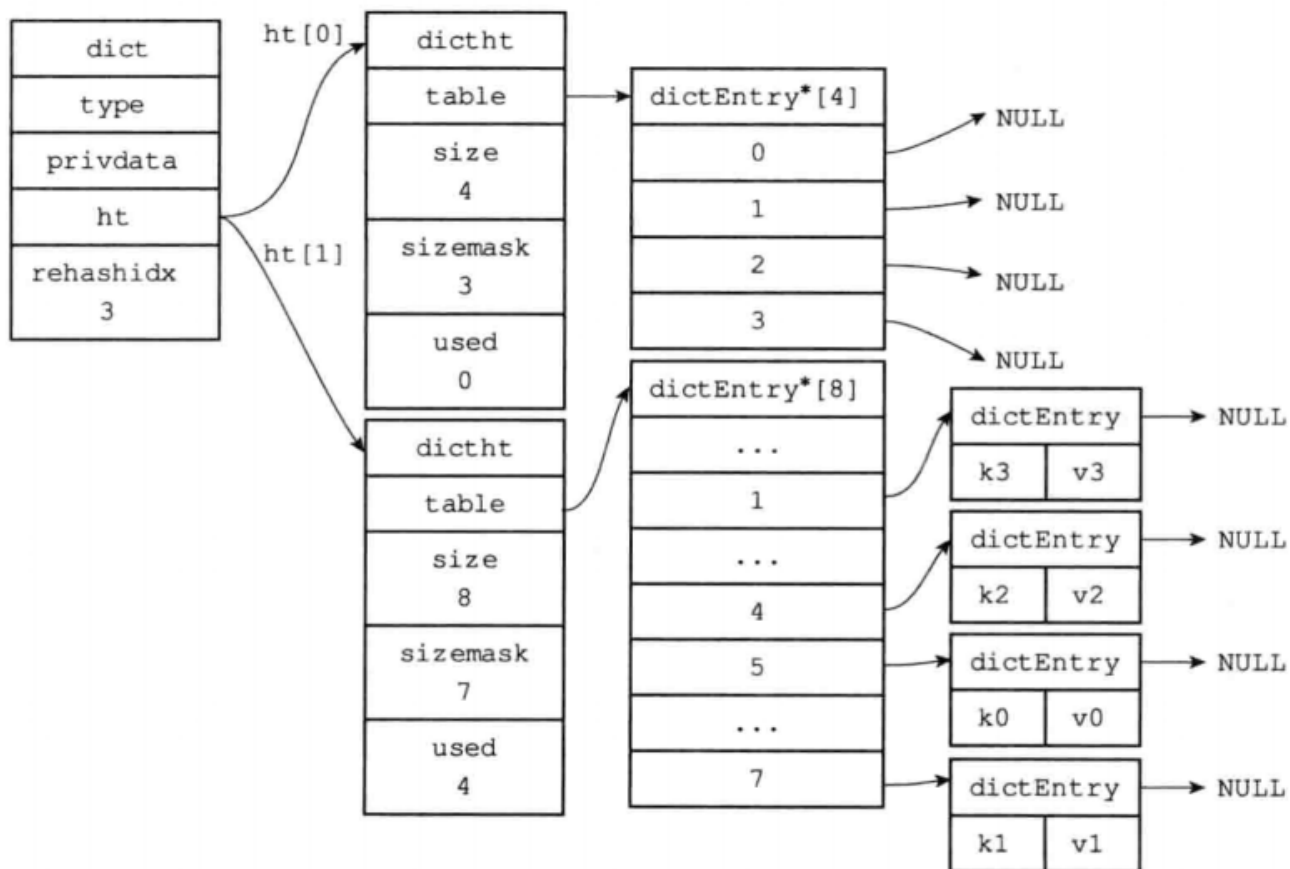 dict
type
privdata
ht
rehashidx
3
ht[0]
ht[1]
dictht
table
size
4
sizemask
3
used
0
dictEntry*[4]
0
1
2
3
NULL
NULL
NULL
NULL
dictht
table
size
8
sizemask
7
used
4
dictEntry*[8]
...
1
...
4
5
...
7
dictEntry
k3 v3
NULL
dictEntry
k2 v2
NULL
dictEntry
k0 v0
NULL
dictEntry
k1 v1
NULL